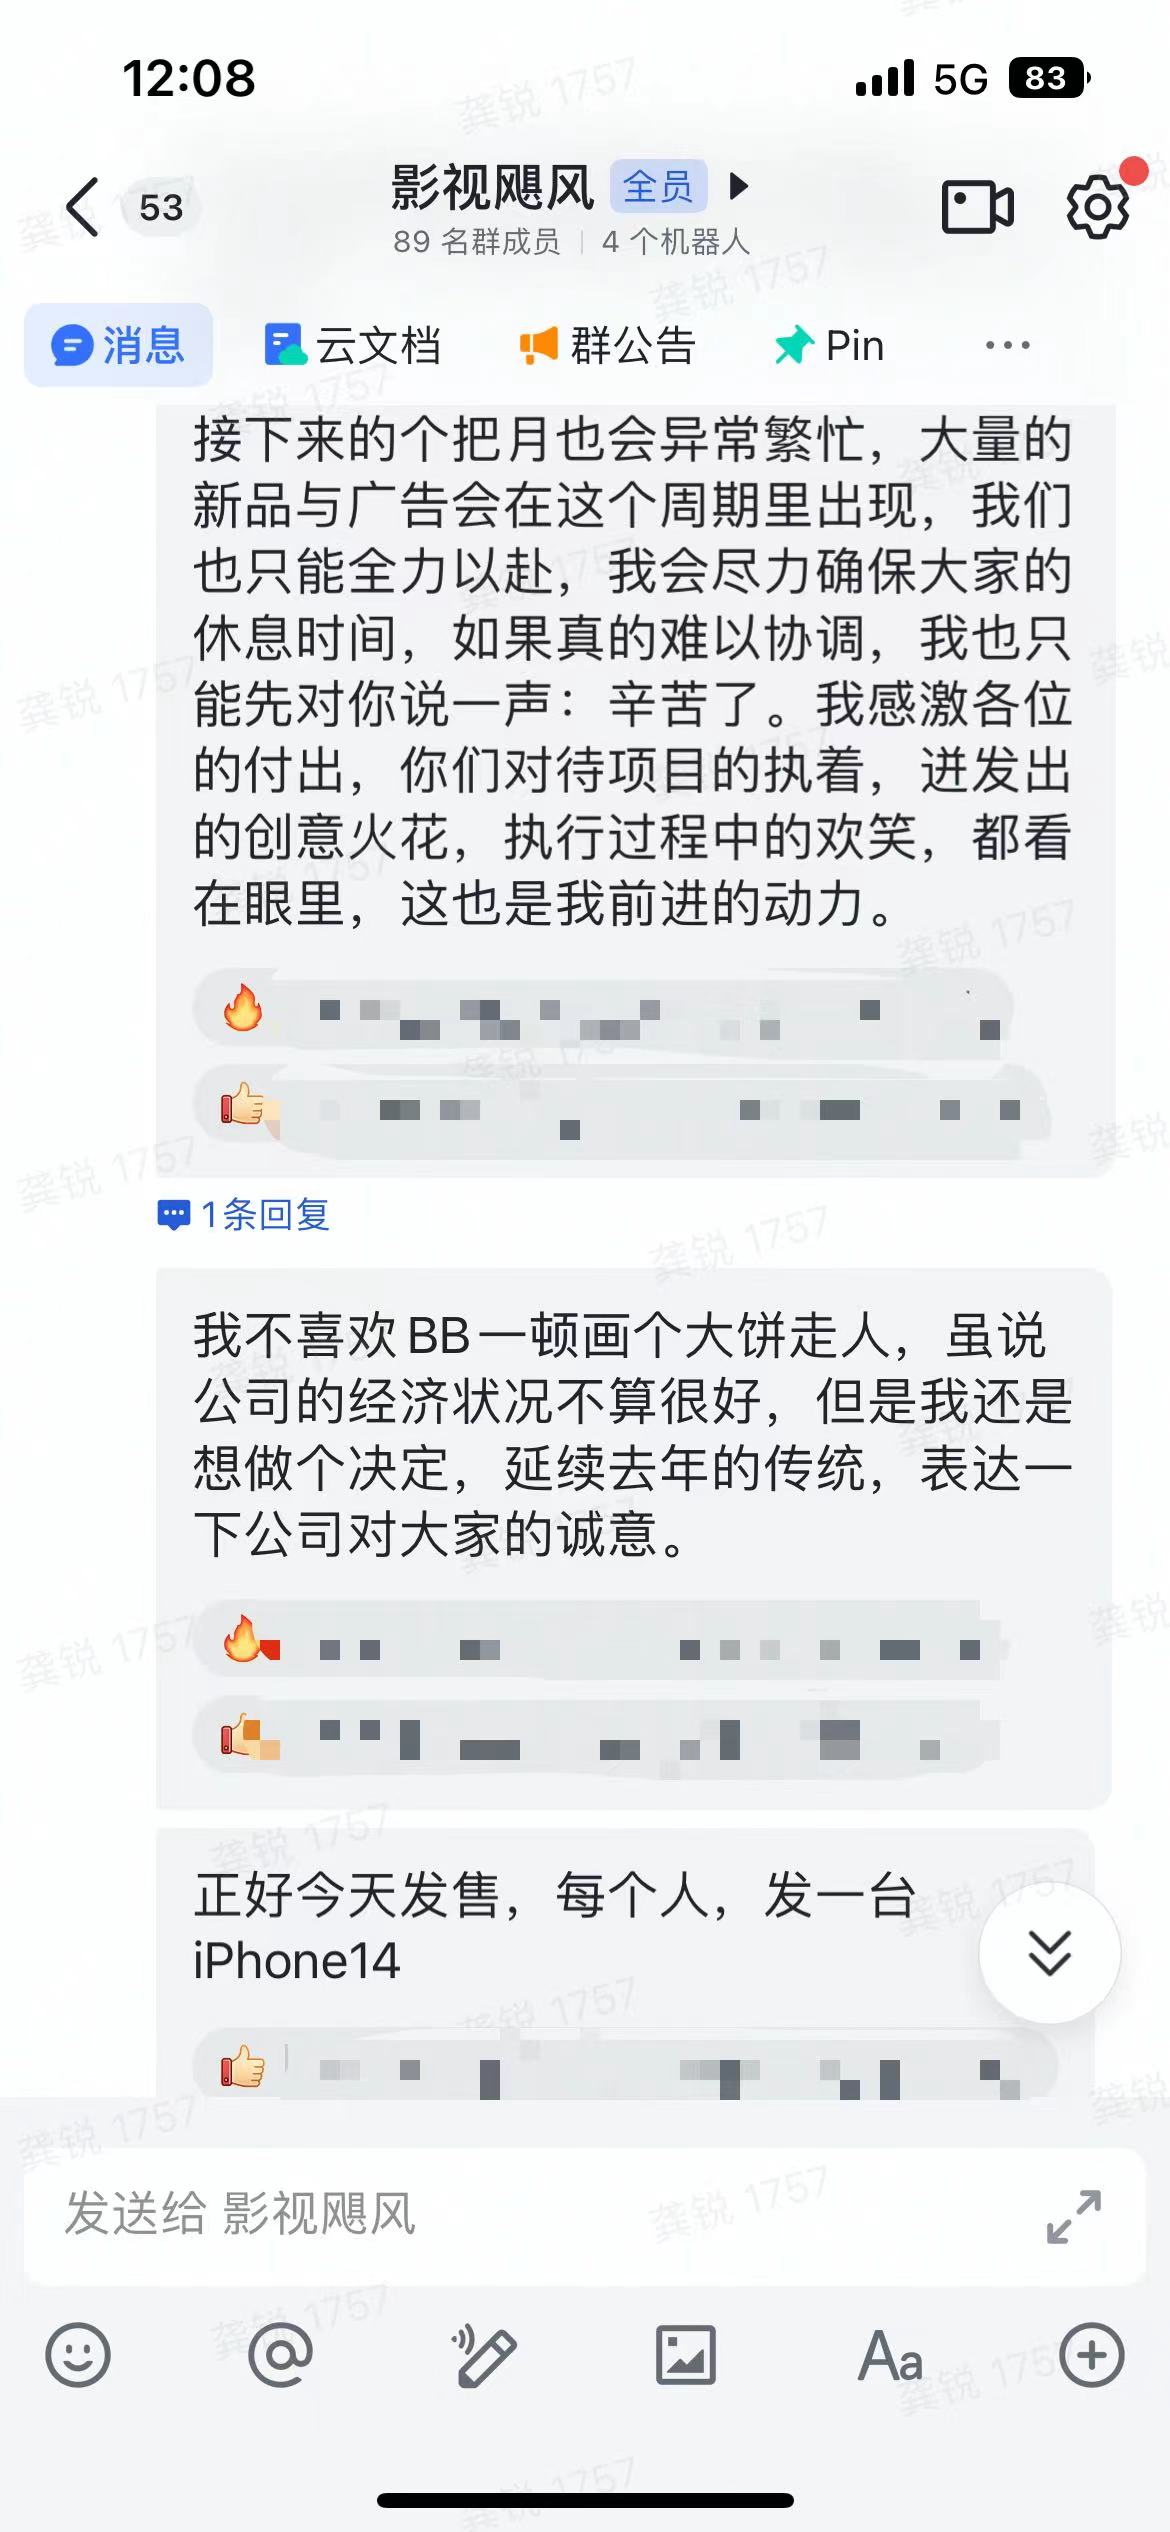 12:08
5G
83
53
影视飓风 全员
89 名群成员 | 4 个机器人
消息
云文档
群公告
Pin
接下来的个把月也会异常繁忙，大量的
新品与广告会在这个周期里出现，我们
也只能全力以赴，我会尽力确保大家的
休息时间，如果真的难以协调，我也只
能先对你说一声：辛苦了。我感激各位
的付出，你们对待项目的执着，迸发出
的创意火花，执行过程中的欢笑，都看
在眼里，这也是我前进的动力。
1条回复
我不喜欢BB一顿画个大饼走人，虽说
公司的经济状况不算很好，但是我还是
想做个决定，延续去年的传统，表达一
下公司对大家的诚意。
正好今天发售，每个人，发一台
iPhone14
发送给 影视飓风
Aa
龚锐 1757